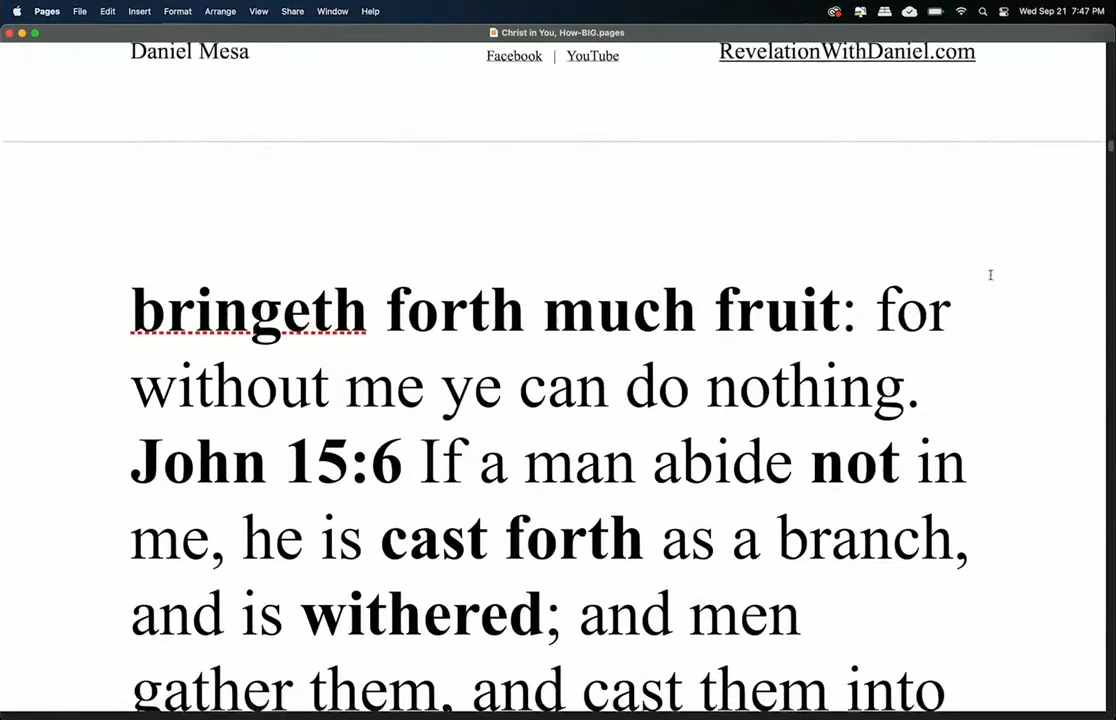 Pages File Edit Insert Format Arrange View Share Window Help Wed Sep 21 7:47 PM
Christ in You, How-BIG.pages
Daniel Mesa Facebook | YouTube RevelationWithDaniel.com
bringeth forth much fruit: for
without me ye can do nothing.
John 15:6 If a man abide not in
me, he is cast forth as a branch,
and is withered; and men
gather them, and cast them into